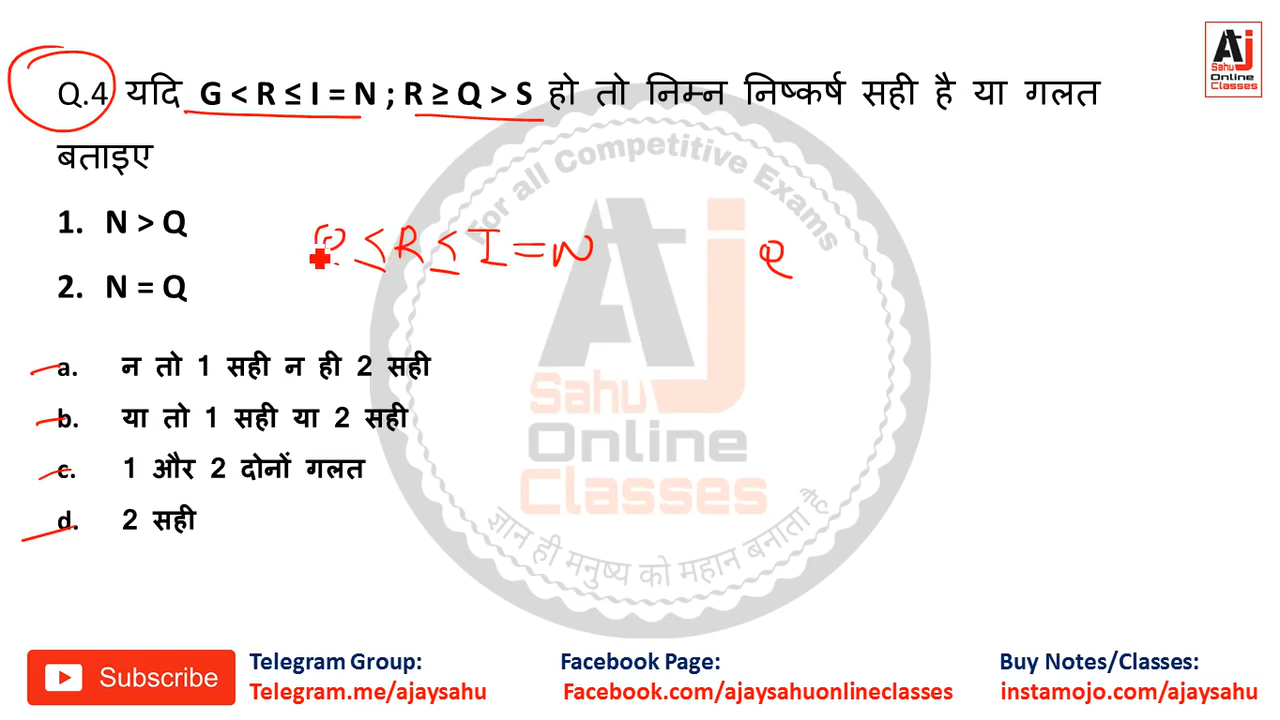 Q.4 यदि G < R ≤ I = N ; R ≥ Q > S हो तो निम्न निष्कर्ष सही है या गलत
बताइए
1. N > Q
2. N = Q
≤ R ≤ I = N
Q
a. न तो 1 सही न ही 2 सही
b. या तो 1 सही या 2 सही
c. 1 और 2 दोनों गलत
d. 2 सही
Aj
Sahu
Online
Classes
For all Competitive Exams
Aj
Sahu
Online
Classes
ज्ञान ही मनुष्य को महान बनाता है
Subscribe
Telegram Group:
Telegram.me/ajaysahu
Facebook Page:
Facebook.com/ajaysahuonlineclasses
Buy Notes/Classes:
instamojo.com/ajaysahu